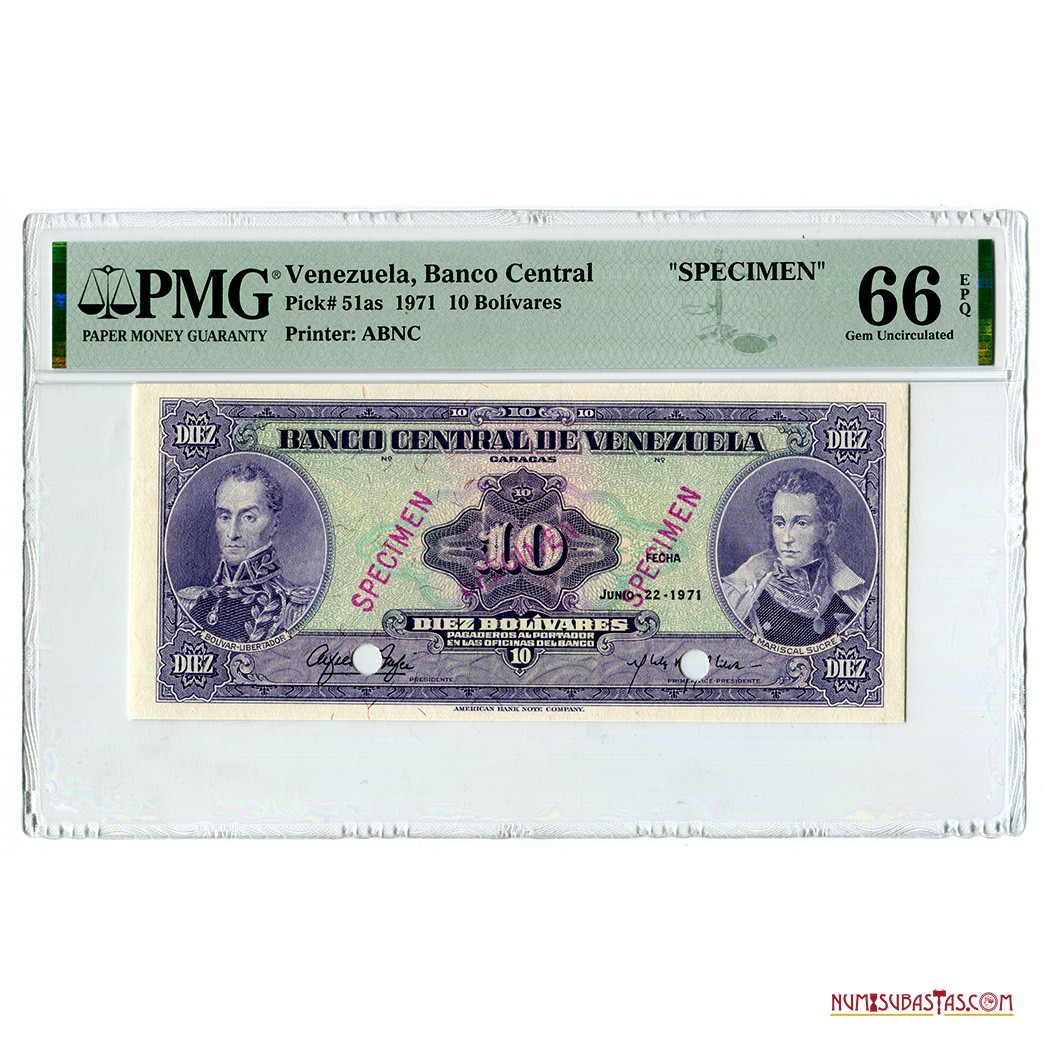 PMG®
PAPER MONEY GUARANTY
Venezuela, Banco Central
Pick# 51as 1971 10 Bolívares
Printer: ABNC
"SPECIMEN"
66
EPQ
Gem Uncirculated
DIEZ
10
10
10
DIEZ
BANCO CENTRAL DE VENEZUELA
Nº
CARACAS
Nº
10
SPECIMEN
SPECIMEN
SPECIMEN
10
FECHA
JUNIO-22-1971
DIEZ BOLÍVARES
PAGADEROS AL PORTADOR
EN LAS OFICINAS DEL BANCO
10
BOLIVAR-LIBERTADOR
MARISCAL SUCRE
DIEZ
PRESIDENTE
PRIMER VICE-PRESIDENTE
DIEZ
AMERICAN BANK NOTE COMPANY.
NUMISUBASTAS.COM